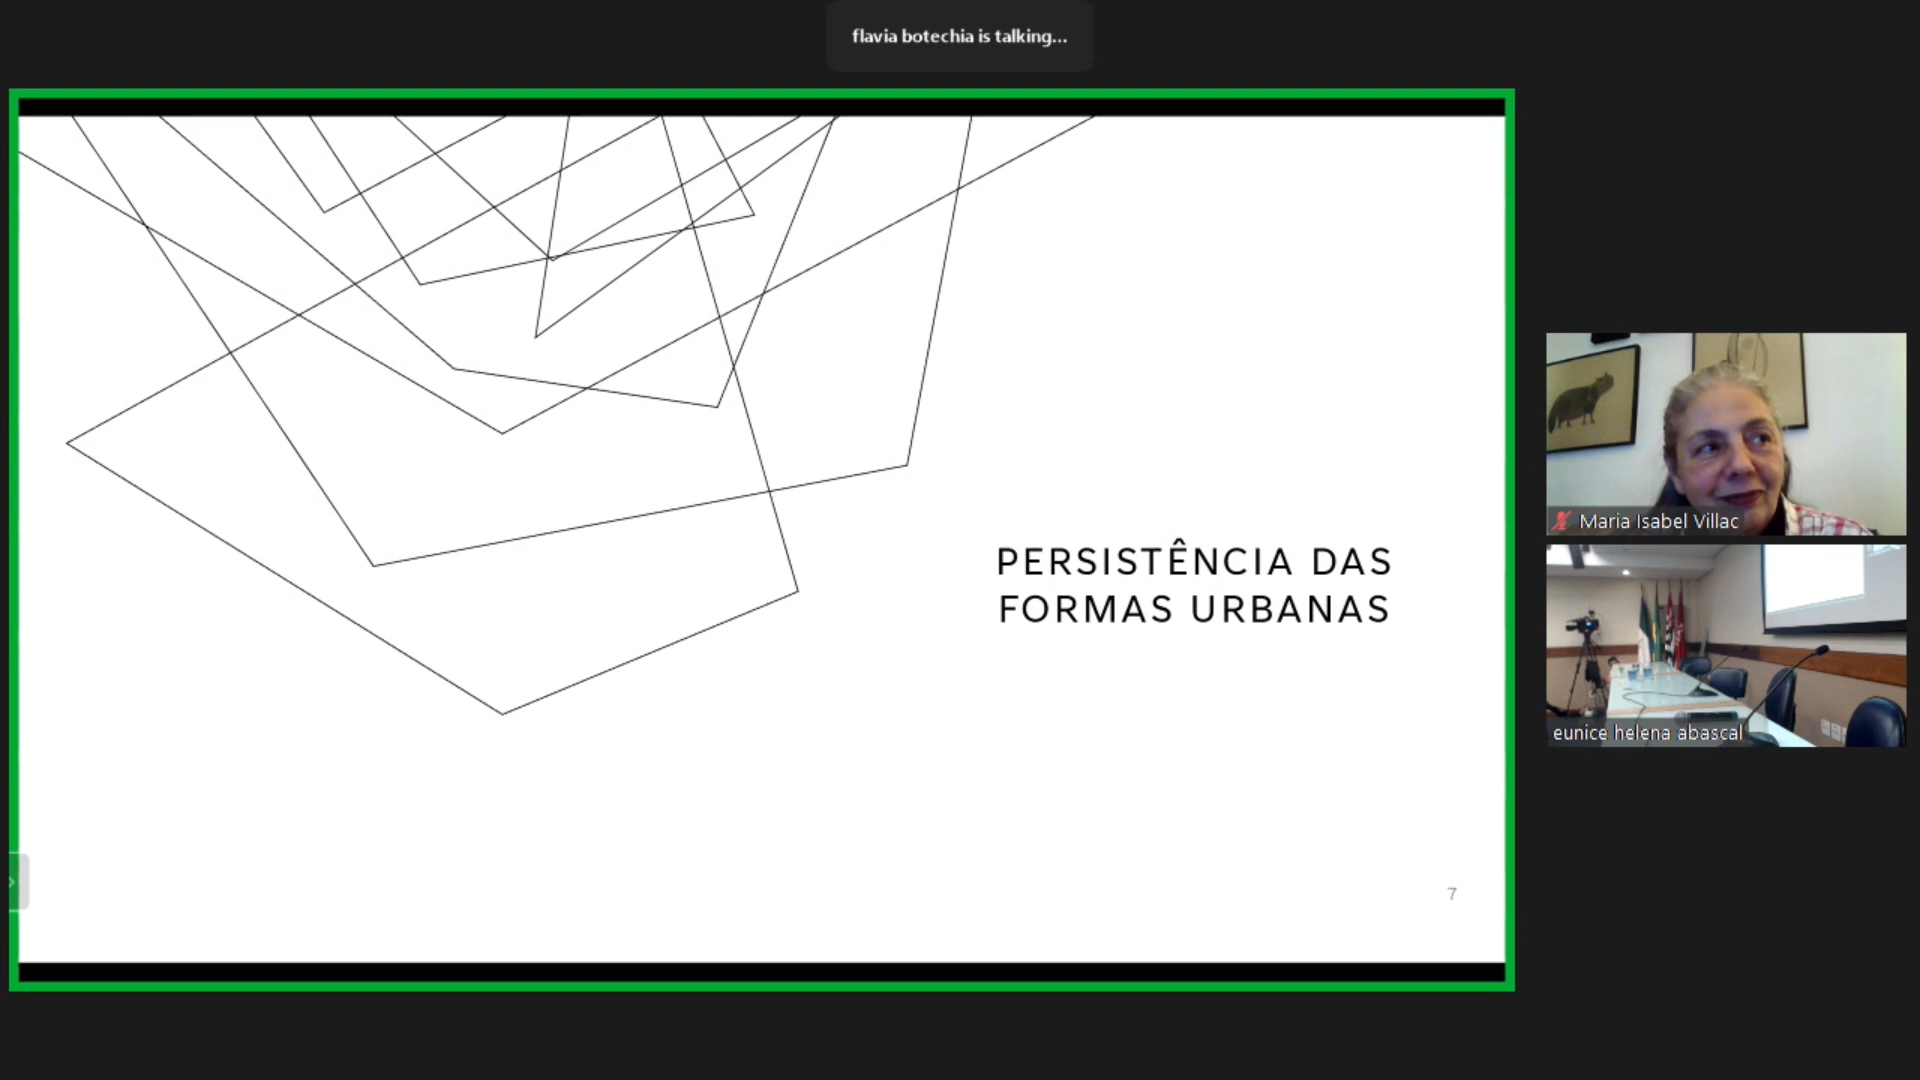 flavia botechia is talking...
PERSISTÊNCIA DAS
FORMAS URBANAS
7
Maria Isabel Villac
eunice helena abascal